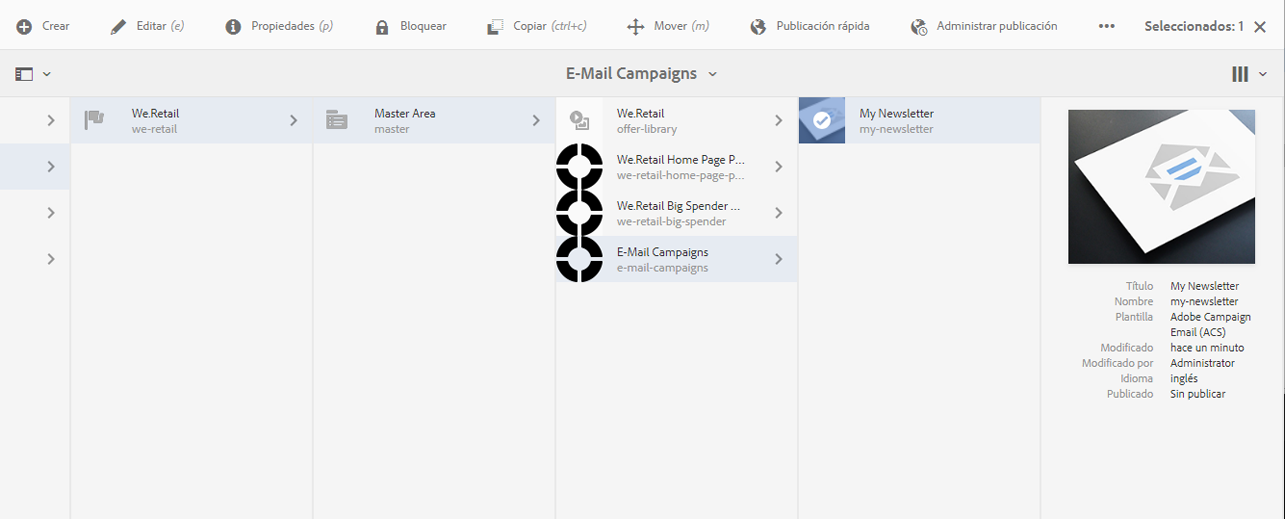 Crear Editar (e) Propiedades (p) Bloquear Copiar (ctrl+c) Mover (m) Publicación rápida Administrar publicación ••• Seleccionados: 1
E-Mail Campaigns
We.Retail
we-retail
Master Area
master
We.Retail
offer-library
We.Retail Home Page P...
we-retail-home-page-p...
We.Retail Big Spender ...
we-retail-big-spender
E-Mail Campaigns
e-mail-campaigns
My Newsletter
my-newsletter
Título My Newsletter
Nombre my-newsletter
Plantilla Adobe Campaign
Email (ACS)
Modificado hace un minuto
Modificado por Administrator
Idioma inglés
Publicado Sin publicar